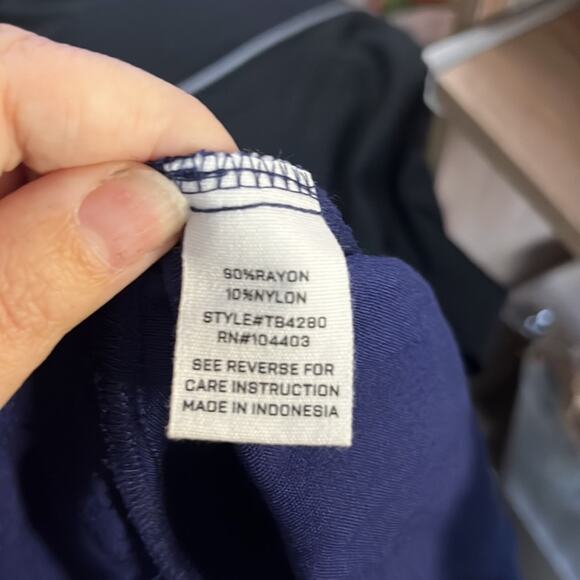 90%RAYON
10%NYLON
STYLE#TB4280
RN#104403
SEE REVERSE FOR
CARE INSTRUCTION
MADE IN INDONESIA